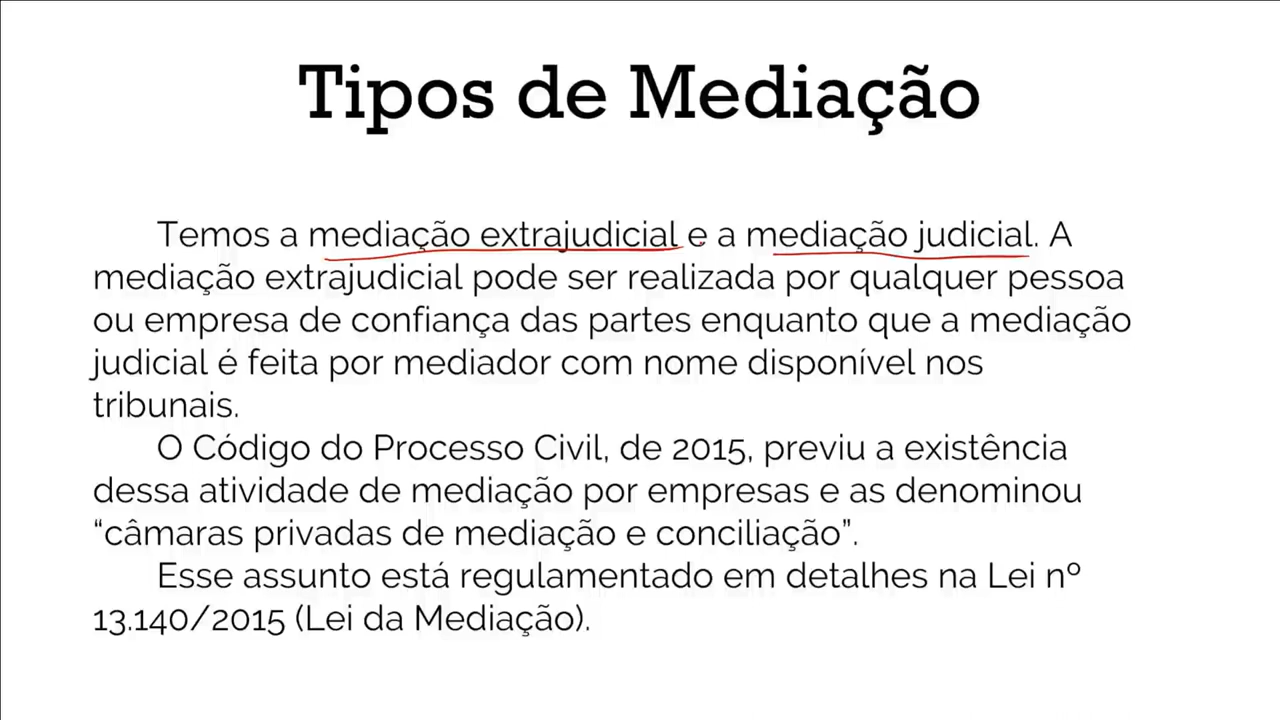 Tipos de Mediação
Temos a mediação extrajudicial e a mediação judicial. A
mediação extrajudicial pode ser realizada por qualquer pessoa
ou empresa de confiança das partes enquanto que a mediação
judicial é feita por mediador com nome disponível nos
tribunais.
O Código do Processo Civil, de 2015, previu a existência
dessa atividade de mediação por empresas e as denominou
“câmaras privadas de mediação e conciliação”.
Esse assunto está regulamentado em detalhes na Lei nº
13.140/2015 (Lei da Mediação).